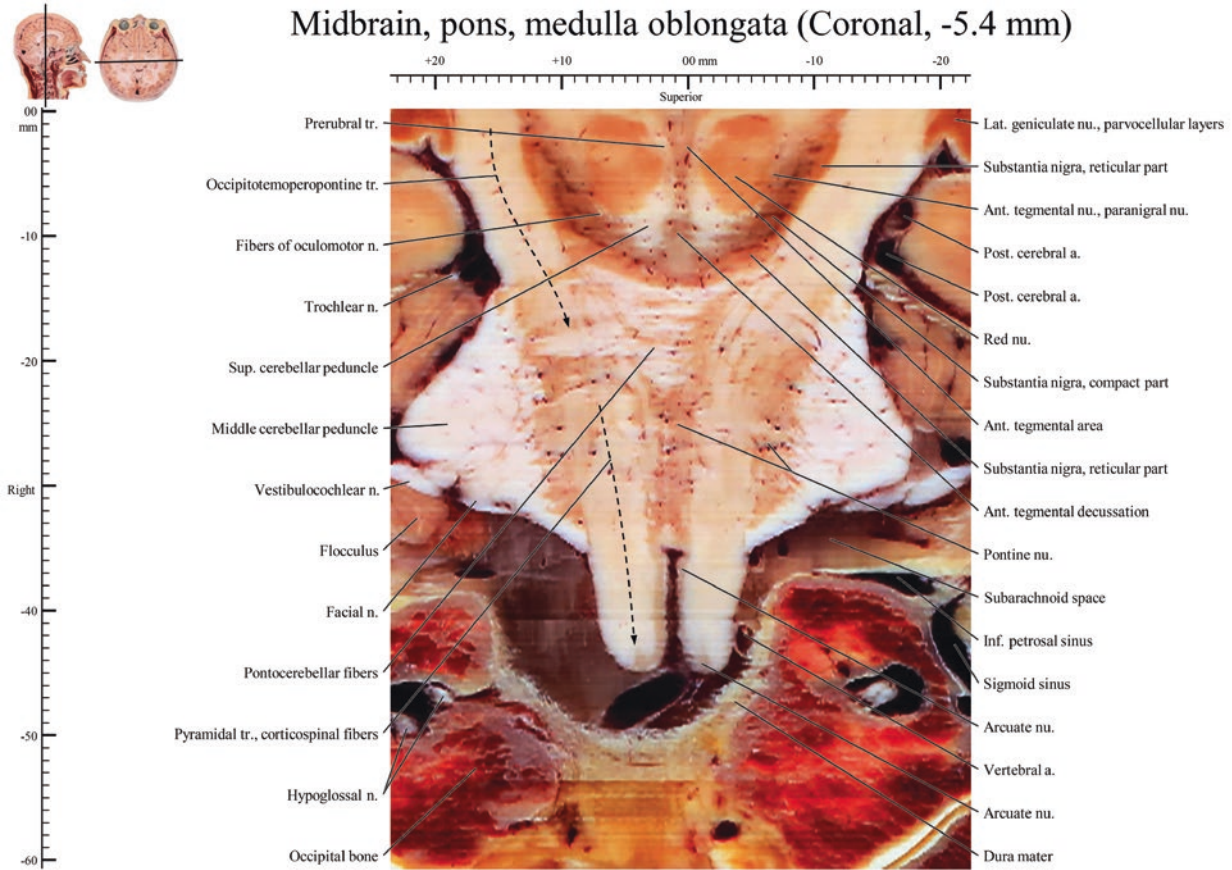 Midbrain, pons, medulla oblongata (Coronal, -5.4 mm)
+20 +10 00 mm -10 -20
Superior
00
mm
-10
-20
Right
-40
-50
-60
Prerubral tr.
Occipitotemoperopontine tr.
Fibers of oculomotor n.
Trochlear n.
Sup. cerebellar peduncle
Middle cerebellar peduncle
Vestibulocochlear n.
Flocculus
Facial n.
Pontocerebellar fibers
Pyramidal tr., corticospinal fibers
Hypoglossal n.
Occipital bone
Lat. geniculate nu., parvocellular layers
Substantia nigra, reticular part
Ant. tegmental nu., paranigral nu.
Post. cerebral a.
Post. cerebral a.
Red nu.
Substantia nigra, compact part
Ant. tegmental area
Substantia nigra, reticular part
Ant. tegmental decussation
Pontine nu.
Subarachnoid space
Inf. petrosal sinus
Sigmoid sinus
Arcuate nu.
Vertebral a.
Arcuate nu.
Dura mater